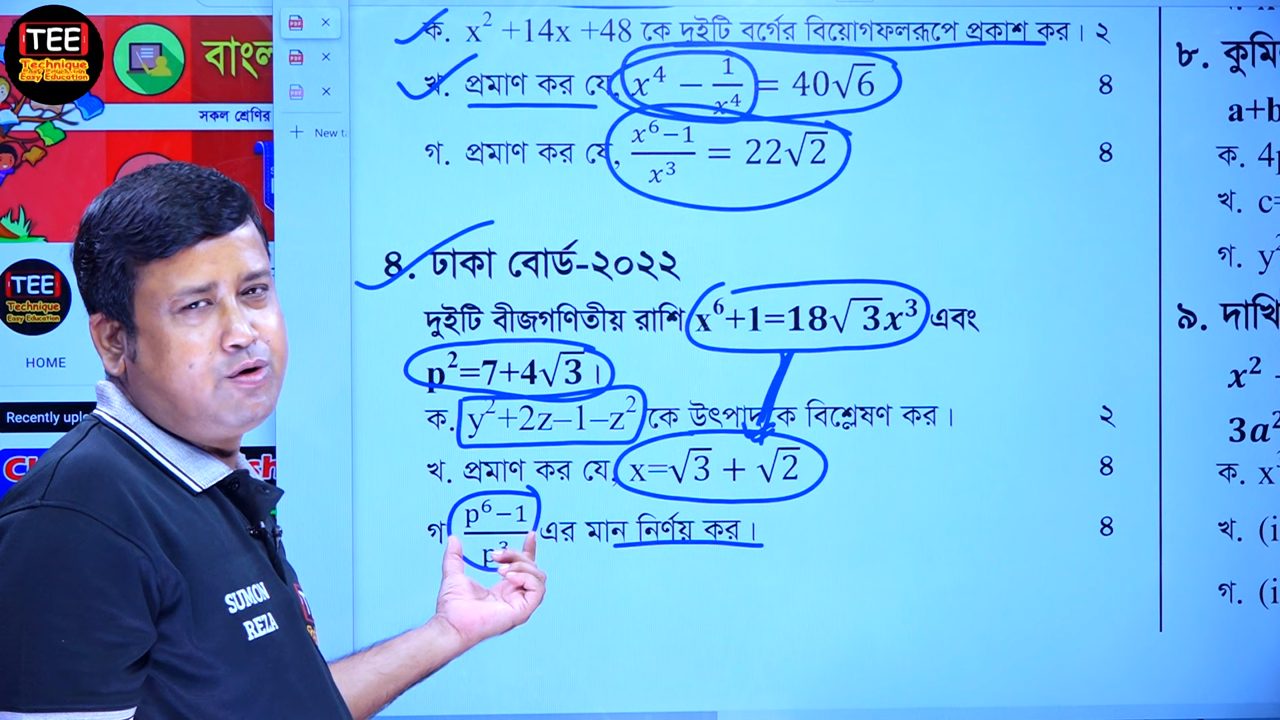 TEE
Technique
Easy Education
বাংল
সকল শ্রেণির
New t
TEE
Technique
Easy Education
HOME
Recently uplo
ক. x² +14x +48 কে দুইটি বর্গের বিয়োগফলরূপে প্রকাশ কর। ২
খ. প্রমাণ কর যে, x⁴ − 1/x⁴ = 40√6 ৪
গ. প্রমাণ কর যে, (x⁶−1)/x³ = 22√2 ৪
৪. ঢাকা বোর্ড-২০২২
দুইটি বীজগণিতীয় রাশি x⁶+1=18√3x³ এবং
p²=7+4√3।
ক. y²+2z−1−z² কে উৎপাদকে বিশ্লেষণ কর। ২
খ. প্রমাণ কর যে, x=√3 + √2 ৪
গ. (p⁶−1)/p³ এর মান নির্ণয় কর। ৪
৮. কুমি
a+b
ক. 4p
খ. c=
গ. y²
৯. দাখি
x² -
3a²
ক. x
খ. (i
গ. (i
SUMON
REZA